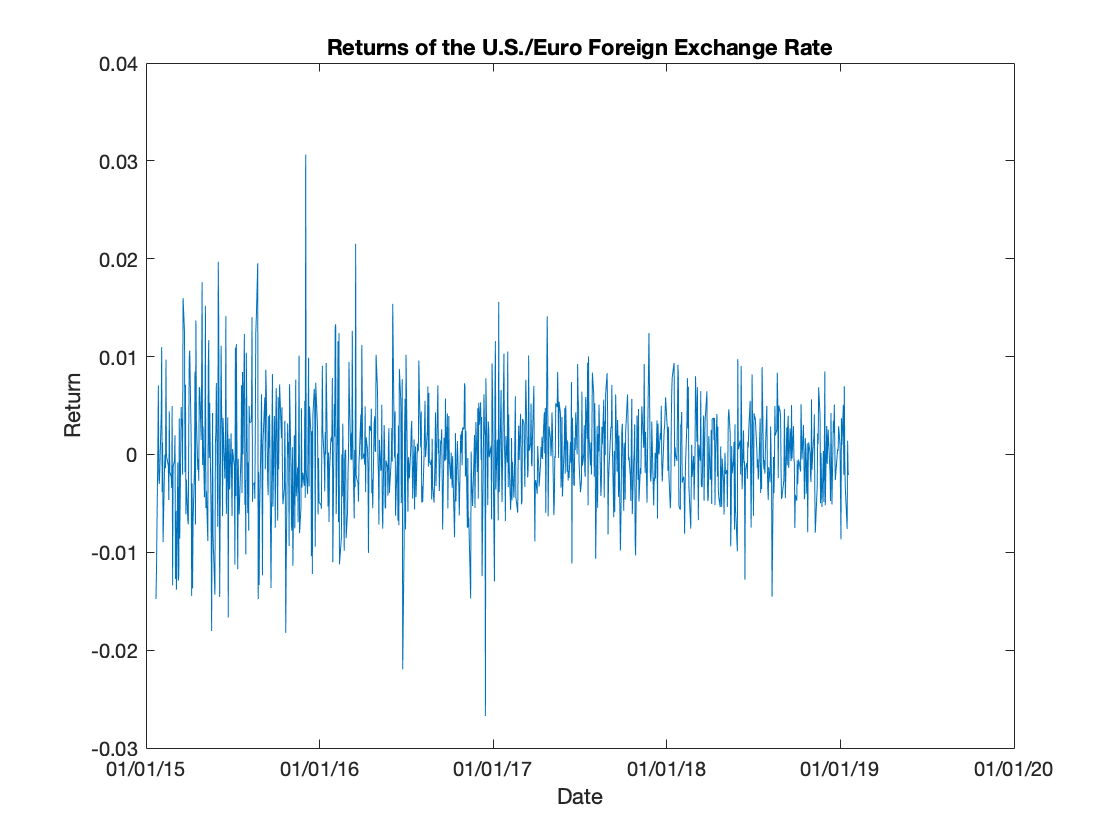 Returns of the U.S./Euro Foreign Exchange Rate
0.04
0.03
0.02
0.01
0
-0.01
-0.02
-0.03
Return
01/01/15 01/01/16 01/01/17 01/01/18 01/01/19 01/01/20
Date